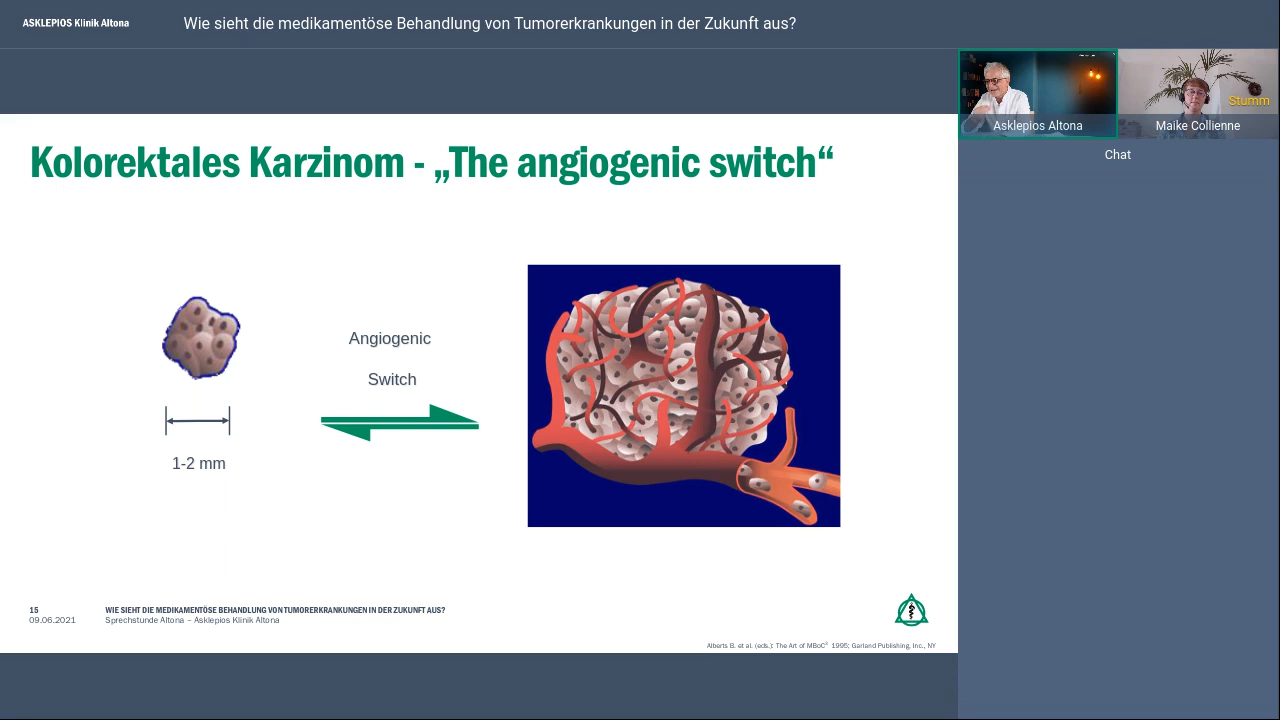 ASKLEPIOS Klinik Altona
Wie sieht die medikamentöse Behandlung von Tumorerkrankungen in der Zukunft aus?
Stumm
Asklepios Altona
Maike Collienne
Chat
Kolorektales Karzinom - „The angiogenic switch“
Angiogenic
Switch
1-2 mm
15
WIE SIEHT DIE MEDIKAMENTÖSE BEHANDLUNG VON TUMORERKRANKUNGEN IN DER ZUKUNFT AUS?
09.06.2021
Sprechstunde Altona – Asklepios Klinik Altona
Alberts B. et al. (eds.): The Art of MBoC³ 1995; Garland Publishing, Inc., NY